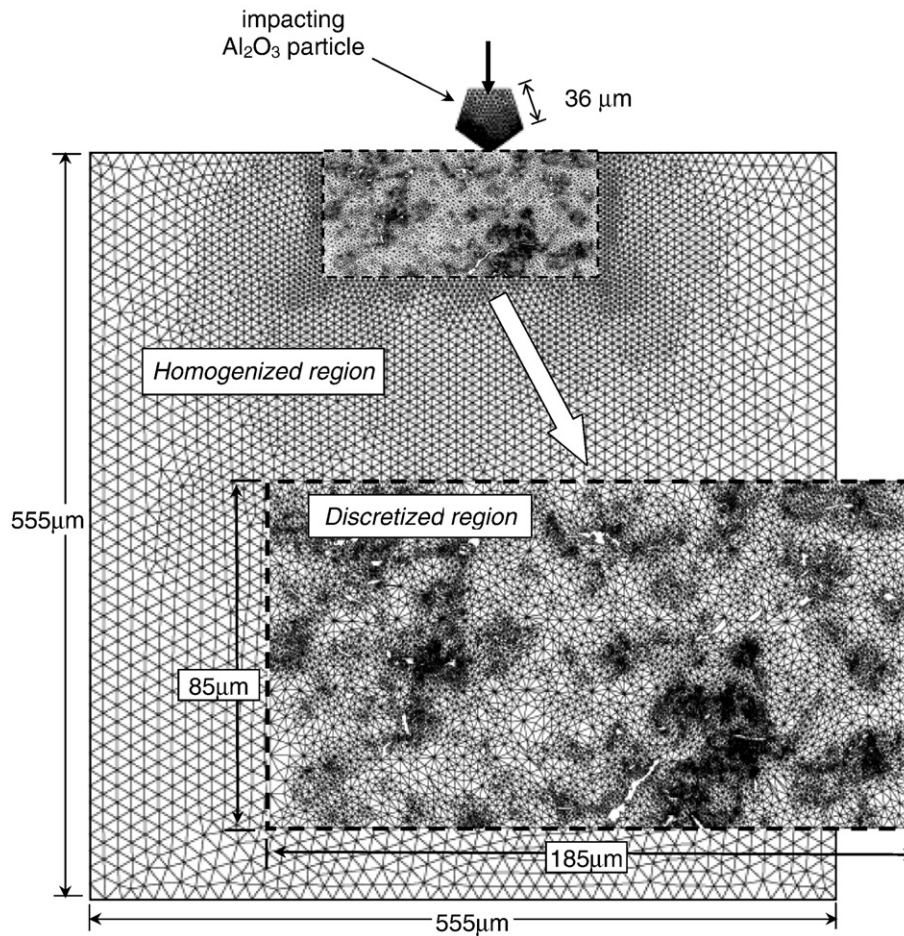 impacting
Al₂O₃ particle
36 μm
Homogenized region
555μm
Discretized region
85μm
185μm
555μm